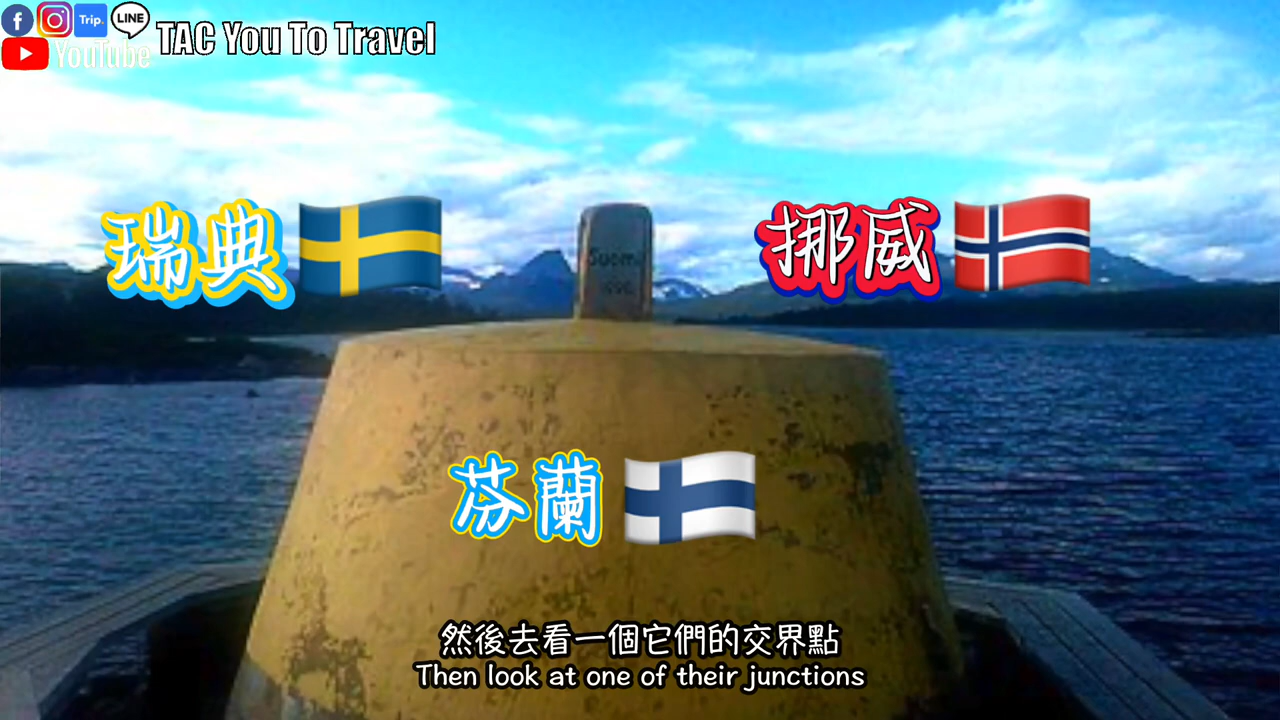 Trip.
LINE
YouTube
TAC You To Travel
瑞典
挪威
Suomi
芬蘭
然後去看一個它們的交界點
Then look at one of their junctions